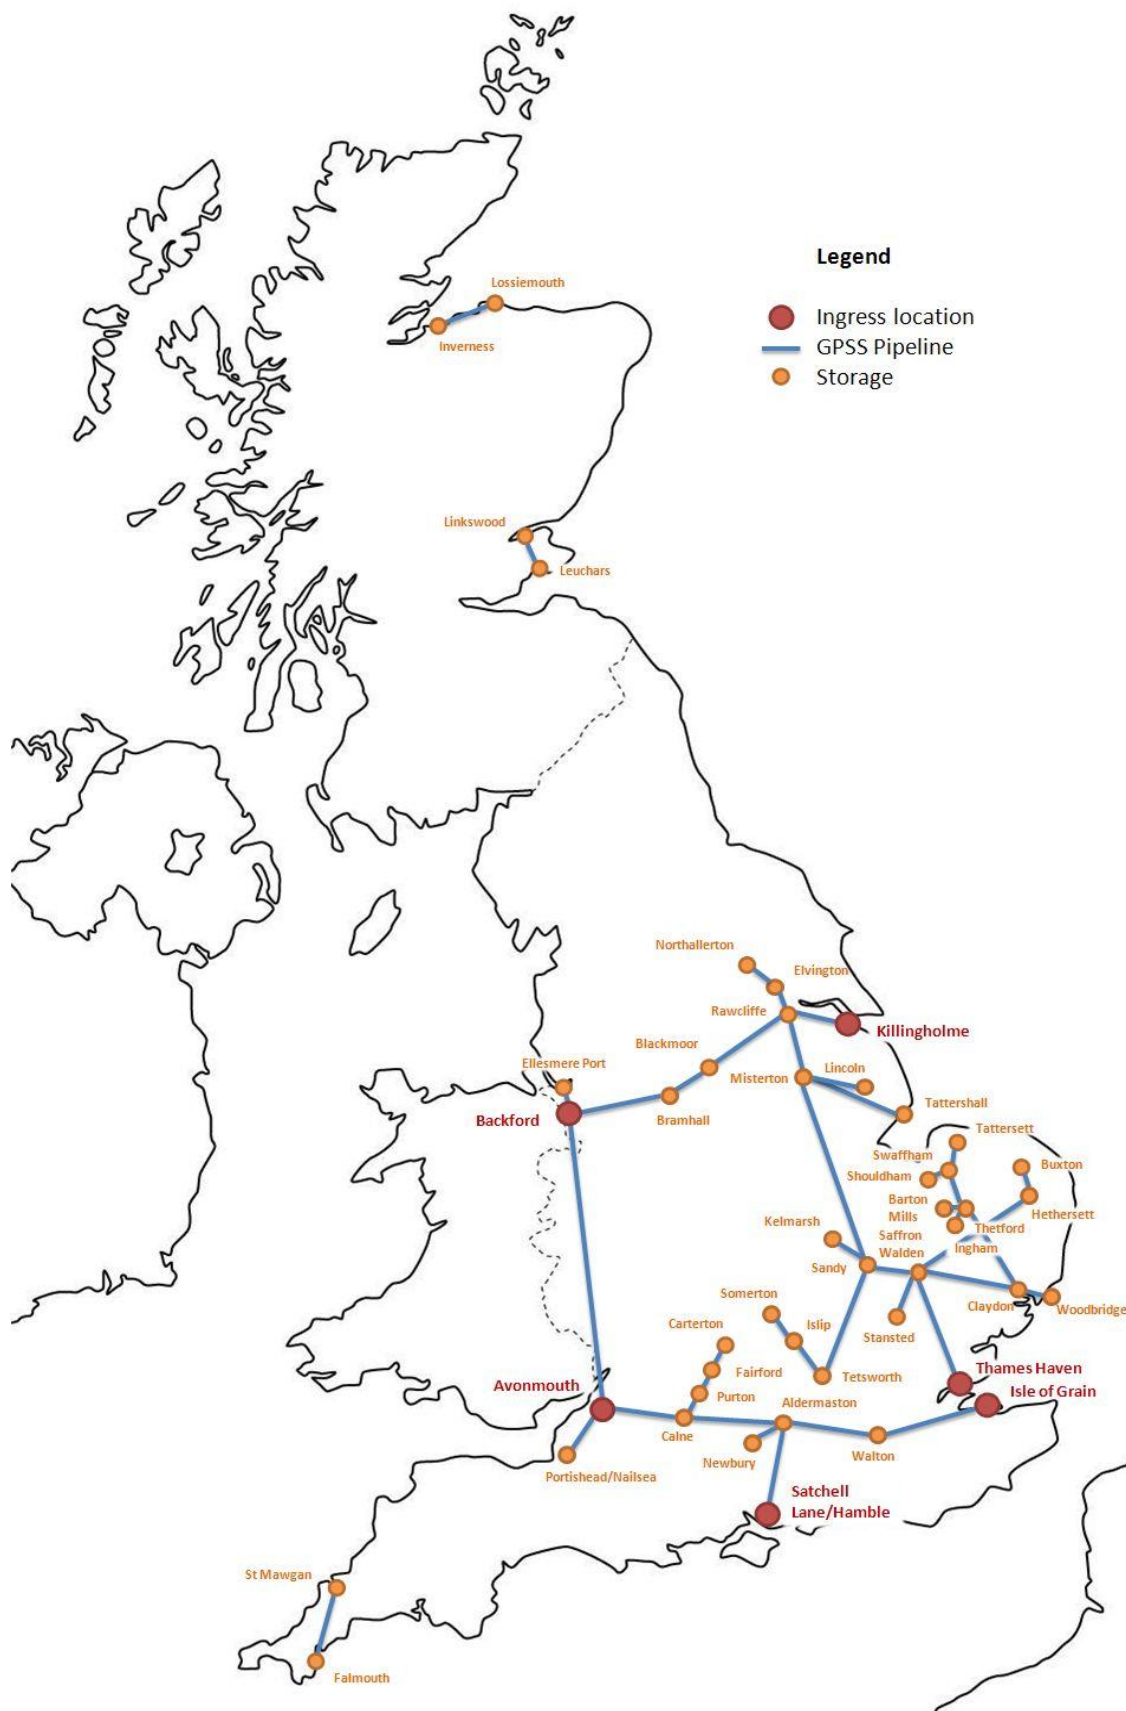 Legend
Ingress location
GPSS Pipeline
Storage
Lossiemouth
Inverness
Linkswood
Leuchars
Northallerton
Elvington
Rawcliffe
Killingholme
Blackmoor
Ellesmere Port
Misterton
Lincoln
Backford
Bramhall
Tattershall
Tattersett
Swaffham
Shouldham
Buxton
Barton
Mills
Hethersett
Kelmarsh
Thetford
Saffron
Walden
Ingham
Sandy
Somerton
Claydon
Woodbridge
Islip
Stansted
Carterton
Fairford
Tetsworth
Thames Haven
Isle of Grain
Avonmouth
Purton
Aldermaston
Calne
Newbury
Walton
Portishead/Nailsea
Satchell
Lane/Hamble
St Mawgan
Falmouth